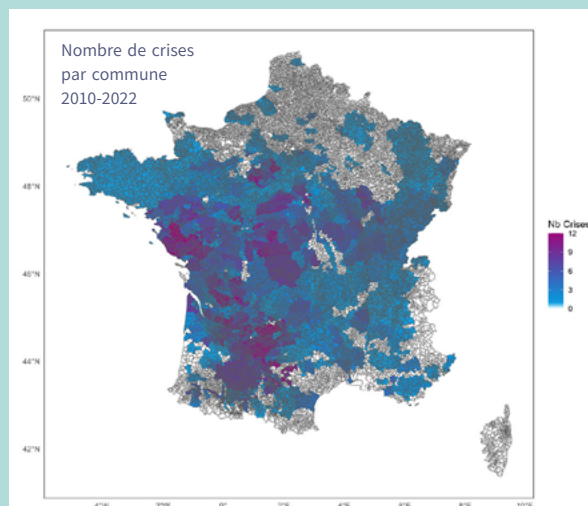 Nombre de crises
par commune
2010-2022
50°N
48°N
46°N
44°N
42°N
Nb Crises
12
9
6
3
0